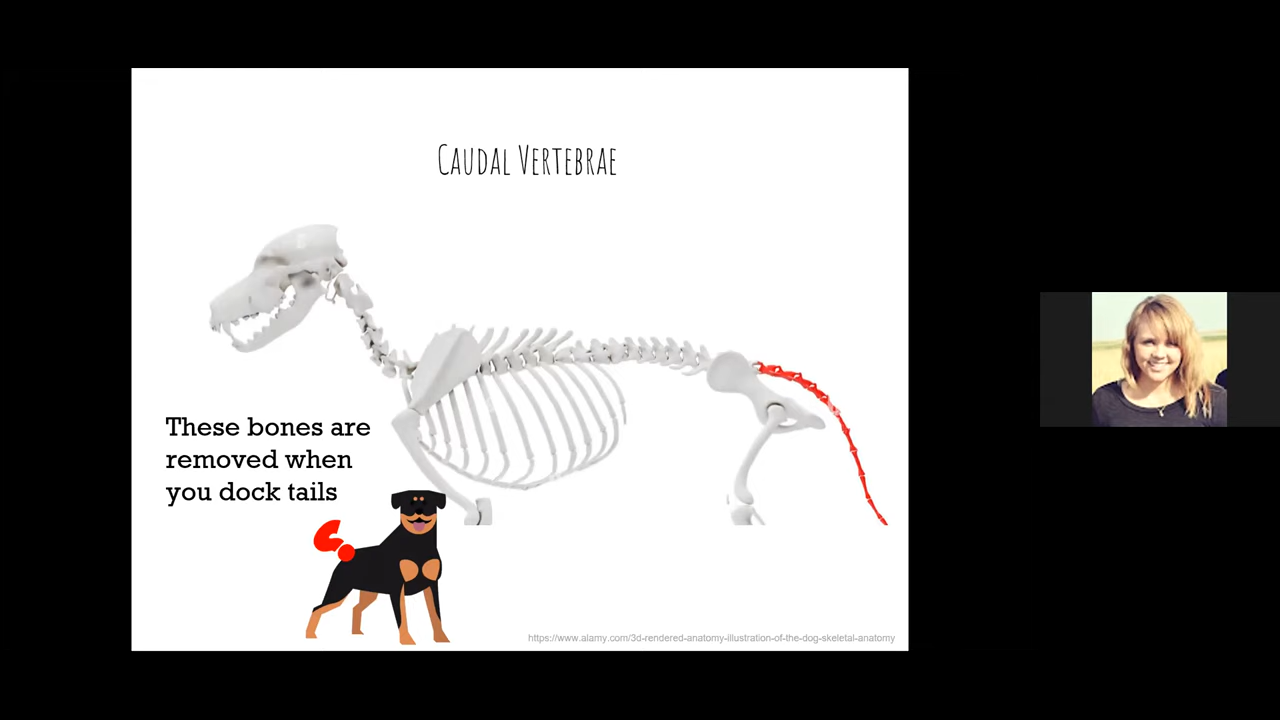 CAUDAL VERTEBRAE
These bones are
removed when
you dock tails
https://www.alamy.com/3d-rendered-anatomy-illustration-of-the-dog-skeletal-anatomy